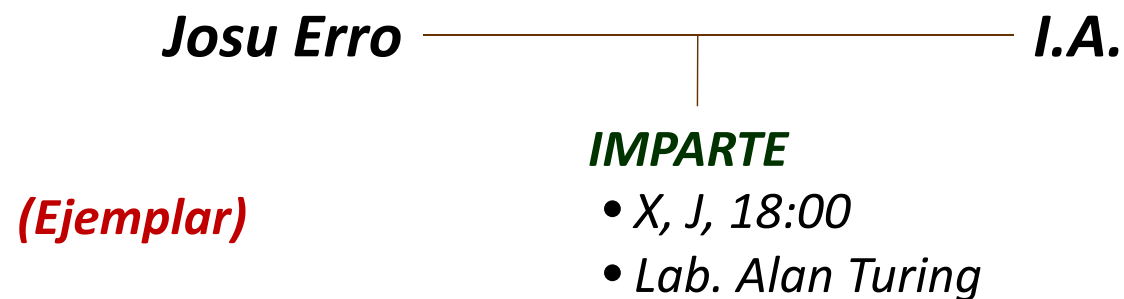 Josu Erro I.A.
IMPARTE
(Ejemplar)
• X, J, 18:00
• Lab. Alan Turing